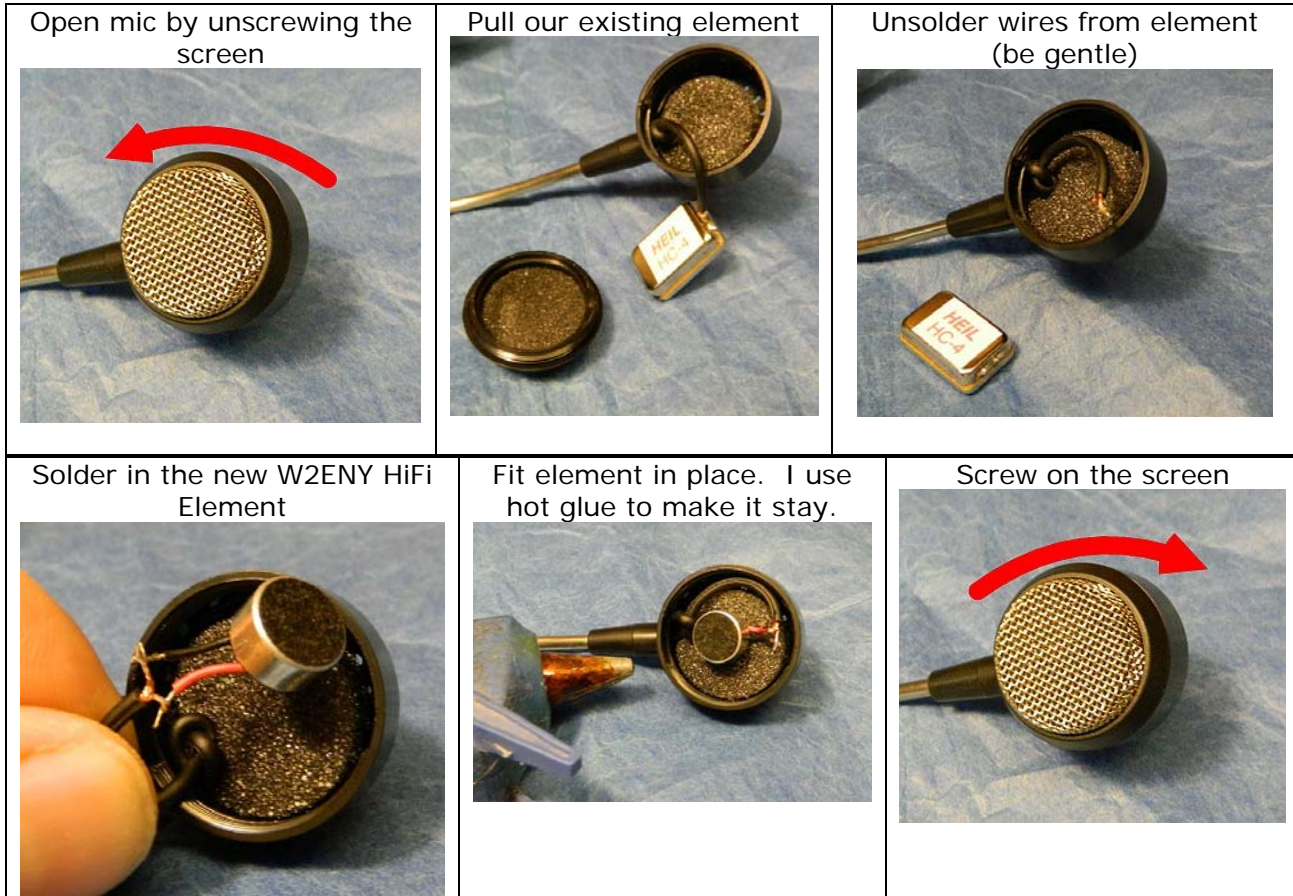 Open mic by unscrewing the
screen
Pull our existing element
HEIL
HC-4
Unsolder wires from element
(be gentle)
HEIL
HC-4
Solder in the new W2ENY HiFi
Element
Fit element in place. I use
hot glue to make it stay.
Screw on the screen